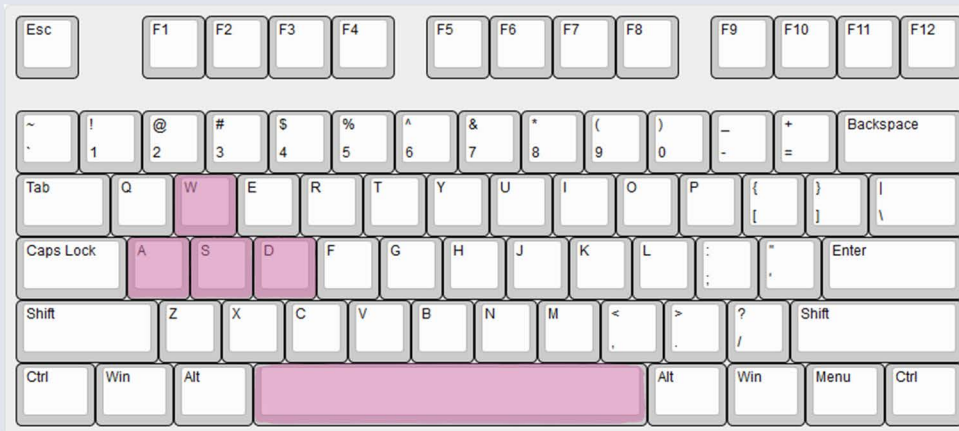 Esc F1 F2 F3 F4 F5 F6 F7 F8 F9 F10 F11 F12
~ ! @ # $ % ^ & * ( ) _ + Backspace
` 1 2 3 4 5 6 7 8 9 0 - =
Tab Q W E R T Y U I O P { } |
[ ] \
Caps Lock A S D F G H J K L : " Enter
; '
Shift Z X C V B N M < > ? Shift
, . /
Ctrl Win Alt Alt Win Menu Ctrl